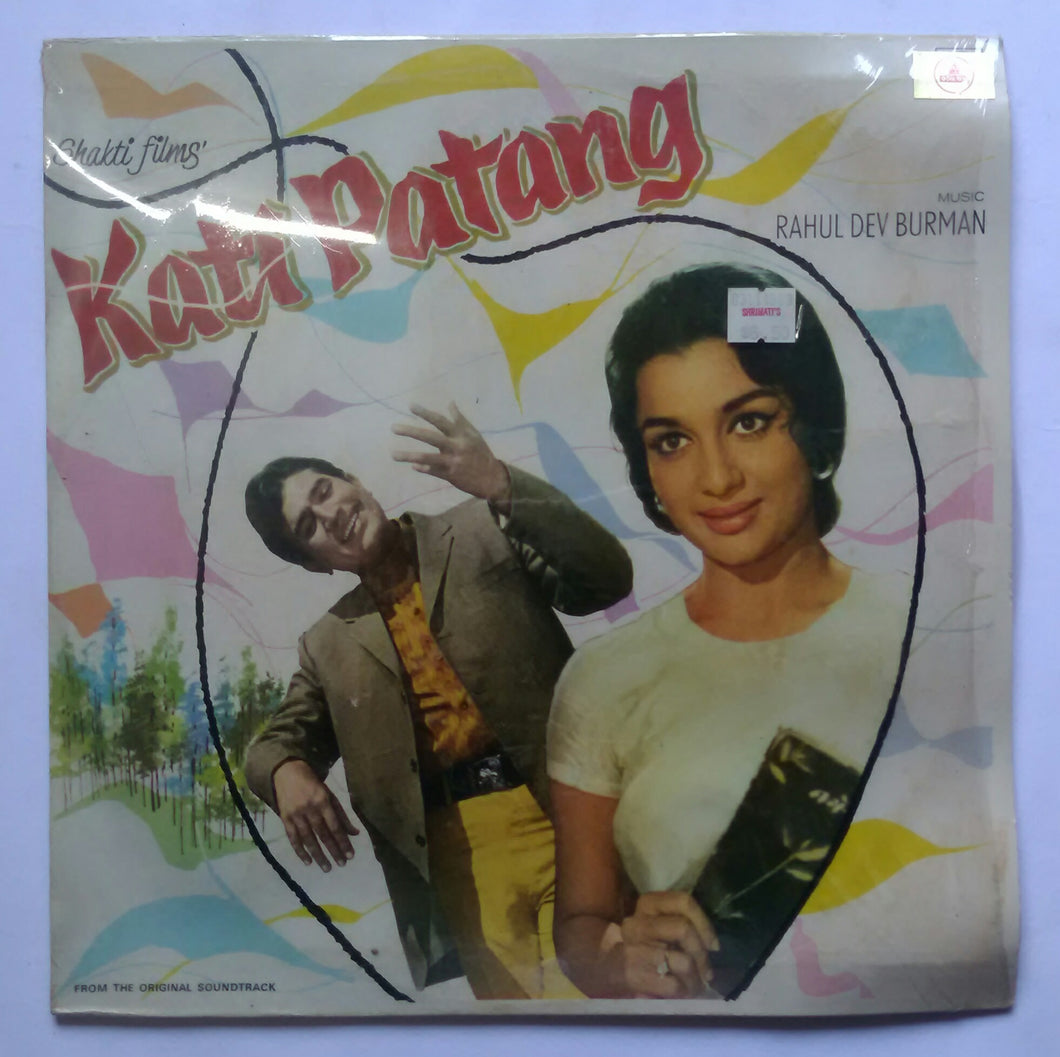 Shakti films'
Kati Patang
MUSIC
RAHUL DEV BURMAN
SHRIMATI'S
FROM THE ORIGINAL SOUNDTRACK